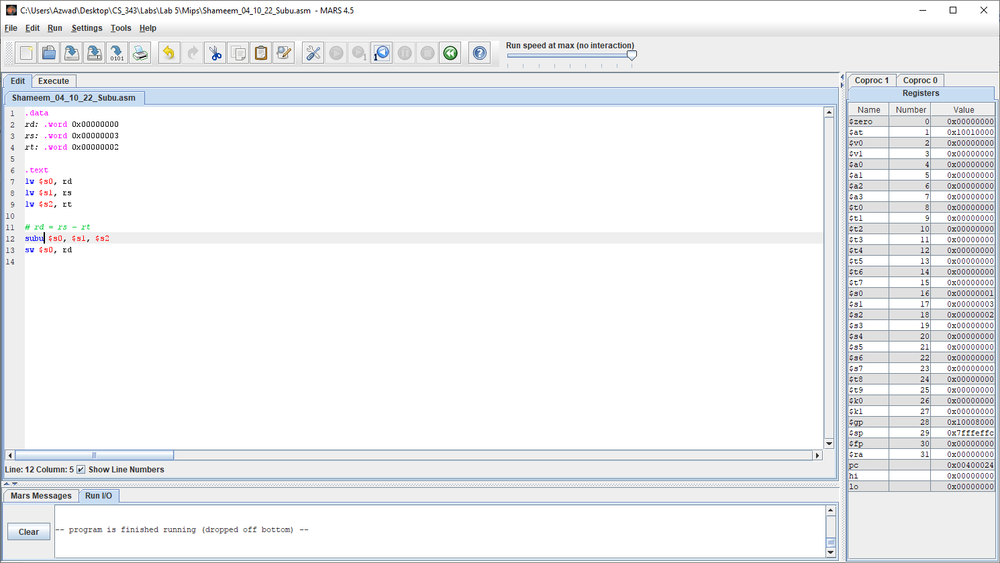 C:\Users\Azwad\Desktop\CS_343\Labs\Lab 5\Mips\Shameem_04_10_22_Subu.asm - MARS 4.5
File Edit Run Settings Tools Help
Run speed at max (no interaction)
Edit Execute
Shameem_04_10_22_Subu.asm
1 .data
2 rd: .word 0x00000000
3 rs: .word 0x00000003
4 rt: .word 0x00000002
5
6 .text
7 lw $s0, rd
8 lw $s1, rs
9 lw $s2, rt
10
11 # rd = rs - rt
12 subu $s0, $s1, $s2
13 sw $s0, rd
14
Line: 12 Column: 5 Show Line Numbers
Mars Messages Run I/O
Clear
-- program is finished running (dropped off bottom) --
Coproc 1 Coproc 0
Registers
Name Number Value
$zero 0 0x00000000
$at 1 0x10010000
$v0 2 0x00000000
$v1 3 0x00000000
$a0 4 0x00000000
$a1 5 0x00000000
$a2 6 0x00000000
$a3 7 0x00000000
$t0 8 0x00000000
$t1 9 0x00000000
$t2 10 0x00000000
$t3 11 0x00000000
$t4 12 0x00000000
$t5 13 0x00000000
$t6 14 0x00000000
$t7 15 0x00000000
$s0 16 0x00000001
$s1 17 0x00000003
$s2 18 0x00000002
$s3 19 0x00000000
$s4 20 0x00000000
$s5 21 0x00000000
$s6 22 0x00000000
$s7 23 0x00000000
$t8 24 0x00000000
$t9 25 0x00000000
$k0 26 0x00000000
$k1 27 0x00000000
$gp 28 0x10008000
$sp 29 0x7fffeffc
$fp 30 0x00000000
$ra 31 0x00000000
pc 0x00400024
hi 0x00000000
lo 0x00000000